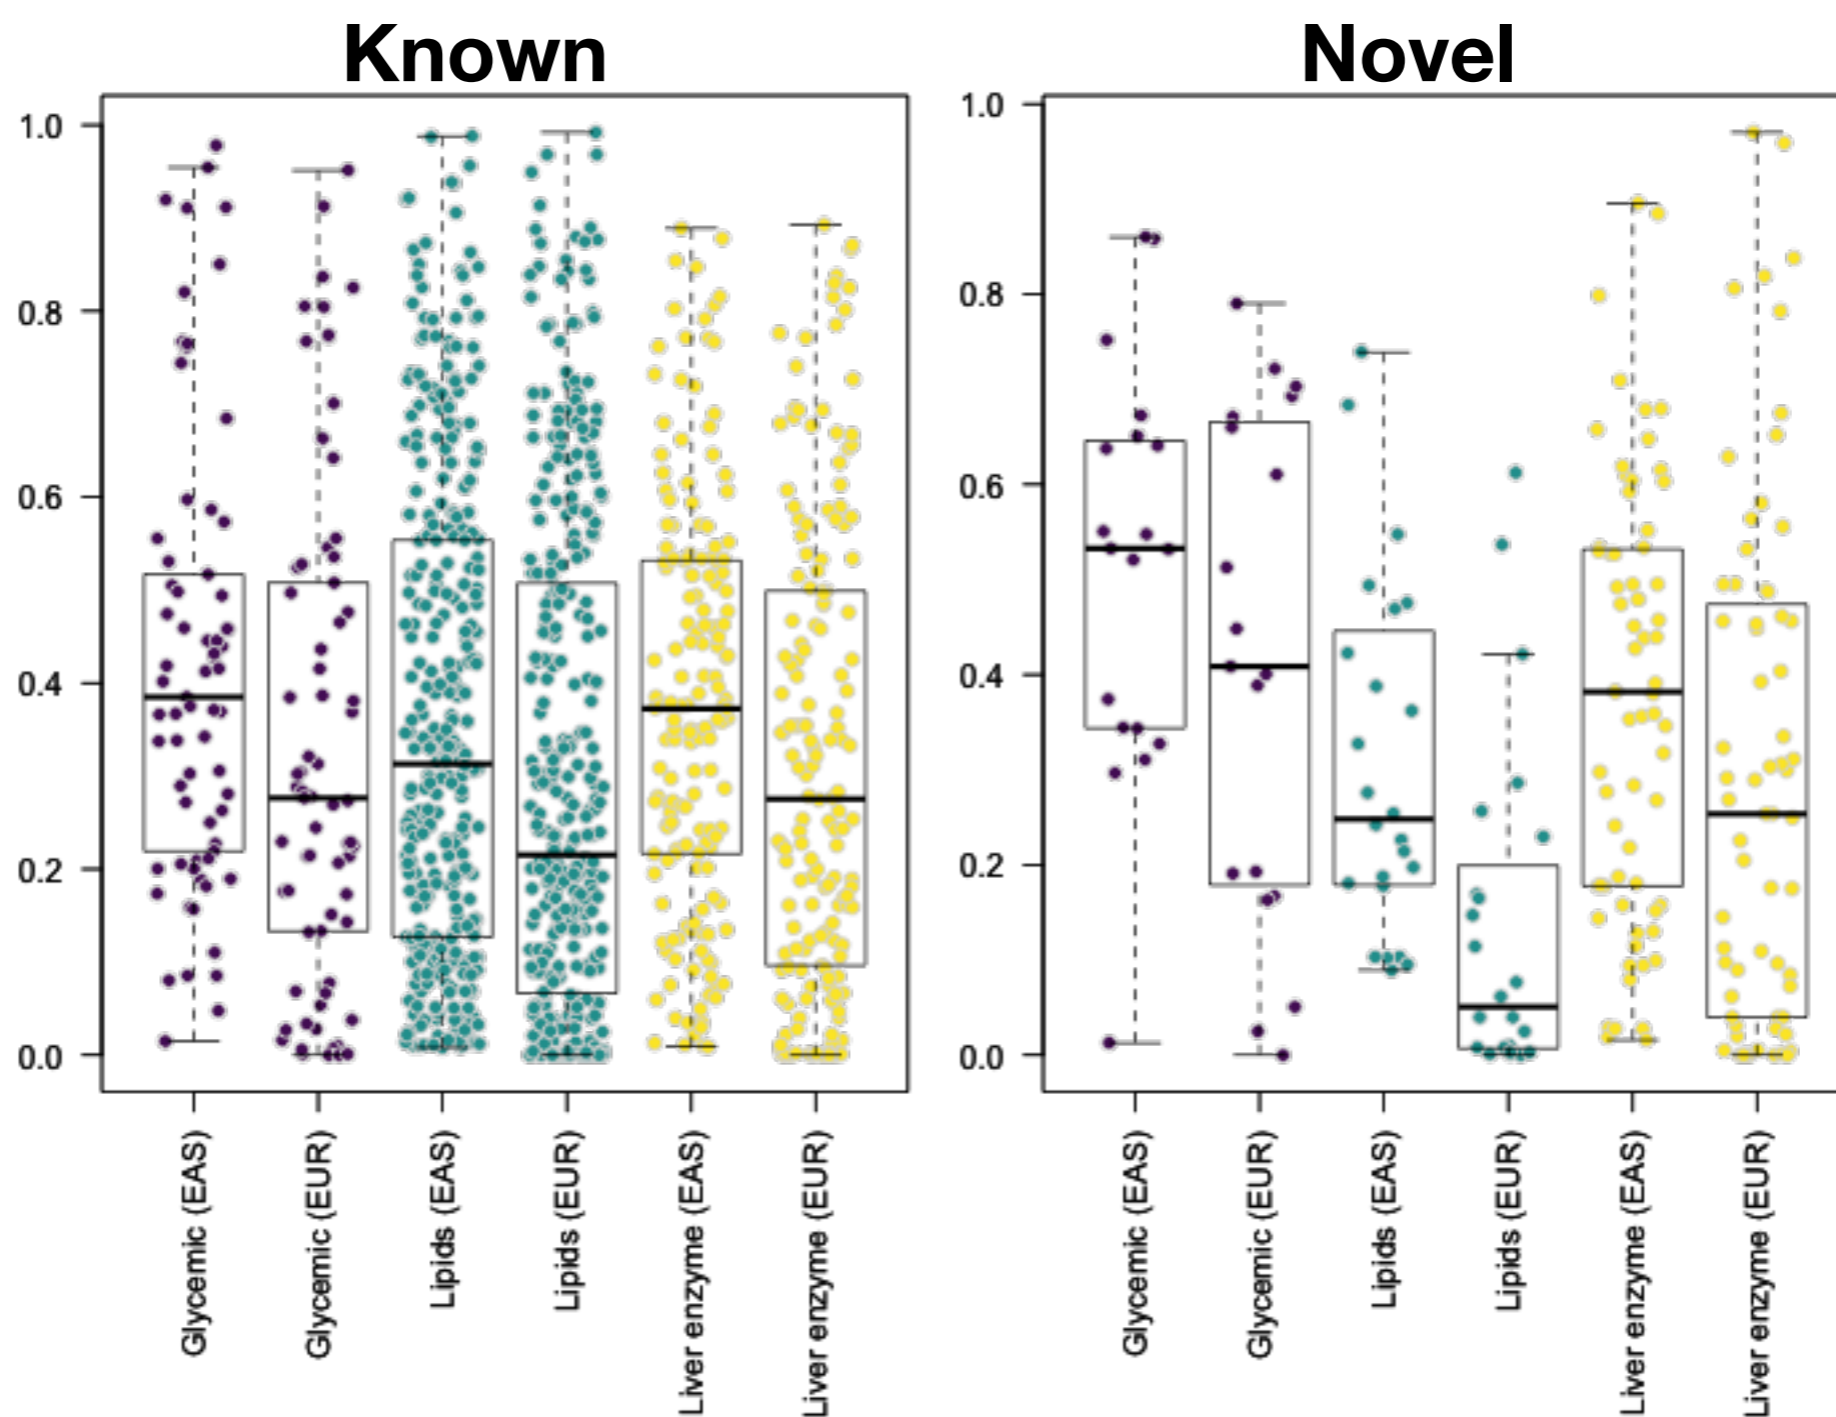 Known
1.0
0.8
0.6
0.4
0.2
0.0
Glycemic (EAS)
Glycemic (EUR)
Lipids (EAS)
Lipids (EUR)
Liver enzyme (EAS)
Liver enzyme (EUR)
Novel
1.0
0.8
0.6
0.4
0.2
0.0
Glycemic (EAS)
Glycemic (EUR)
Lipids (EAS)
Lipids (EUR)
Liver enzyme (EAS)
Liver enzyme (EUR)